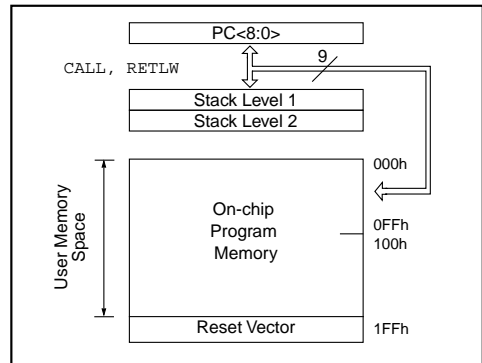 PC<8:0>
9
CALL, RETLW
Stack Level 1
Stack Level 2
000h
User Memory
Space
On-chip
Program
Memory
0FFh
100h
Reset Vector
1FFh